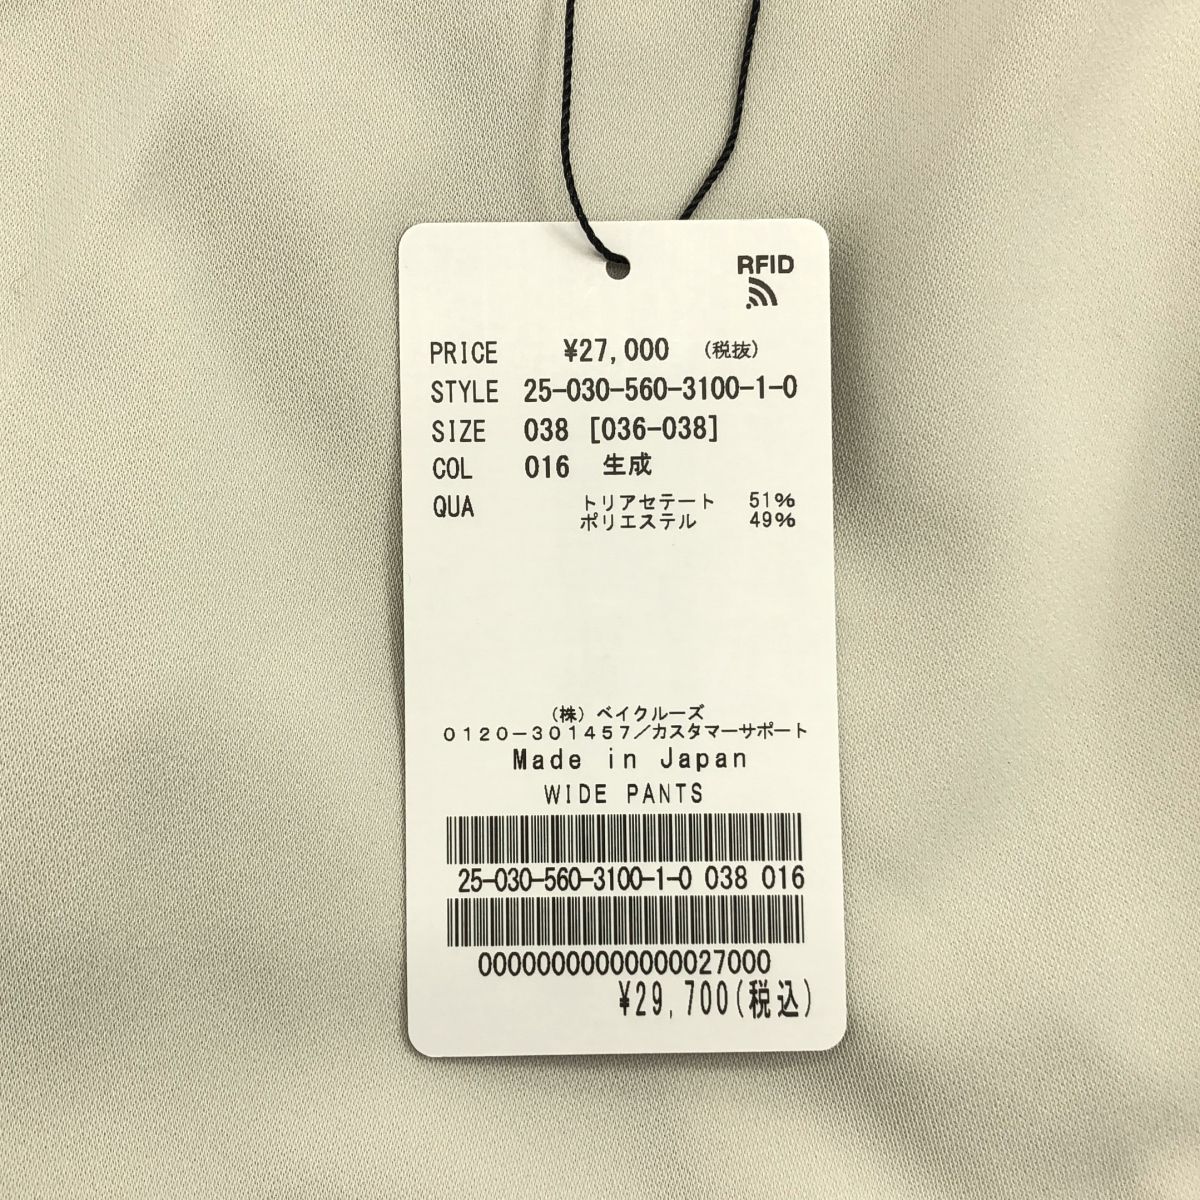 RFID
PRICE ¥27,000 (税抜)
STYLE 25-030-560-3100-1-0
SIZE 038 [036-038]
COL 016 生成
QUA トリアセテート 51%
ポリエステル 49%
(株) ベイクルーズ
0120-301457/カスタマーサポート
Made in Japan
WIDE PANTS
25-030-560-3100-1-0 038 016
00000000000000027000
¥29,700(税込)